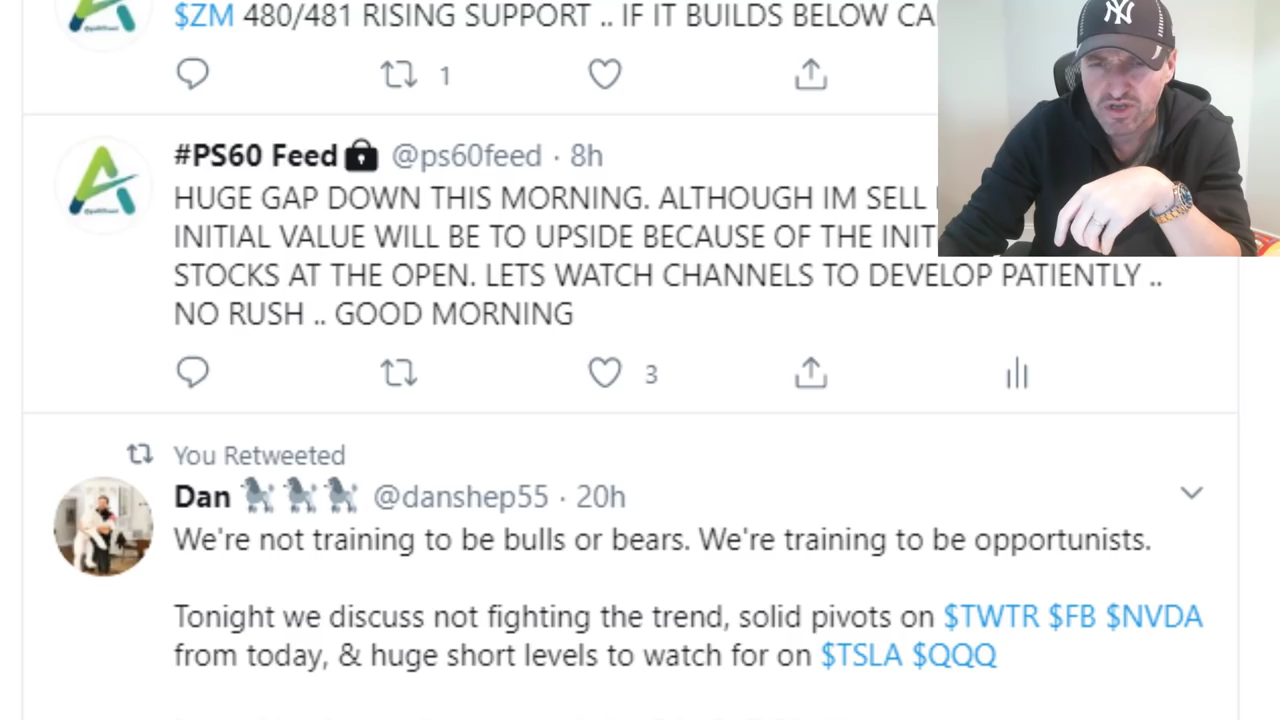 $ZM 480/481 RISING SUPPORT .. IF IT BUILDS BELOW
1
#PS60 Feed🔒 @ps60feed · 8h
HUGE GAP DOWN THIS MORNING. ALTHOUGH IM SELL
INITIAL VALUE WILL BE TO UPSIDE BECAUSE OF THE
STOCKS AT THE OPEN. LETS WATCH CHANNELS TO DEVELOP PATIENTLY ..
NO RUSH .. GOOD MORNING
3
You Retweeted
Dan 🐩🐩🐩 @danshep55 · 20h
We're not training to be bulls or bears. We're training to be opportunists.
Tonight we discuss not fighting the trend, solid pivots on $TWTR $FB $NVDA
from today, & huge short levels to watch for on $TSLA $QQQ